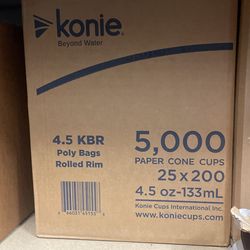 konie®
Beyond Water
4.5 KBR
Poly Bags
Rolled Rim
5,000
PAPER CONE CUPS
25 x 200
4.5 oz-133mL
Konie Cups International Inc.
www.koniecups.com